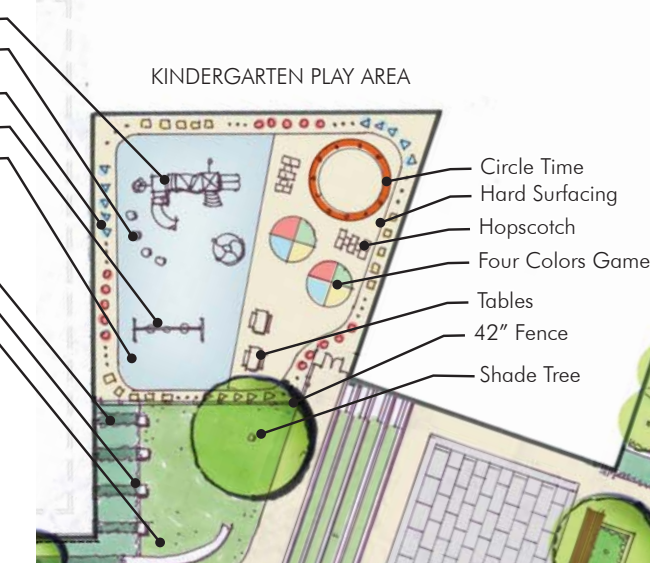 KINDERGARTEN PLAY AREA
Circle Time
Hard Surfacing
Hopscotch
Four Colors Game
Tables
42” Fence
Shade Tree